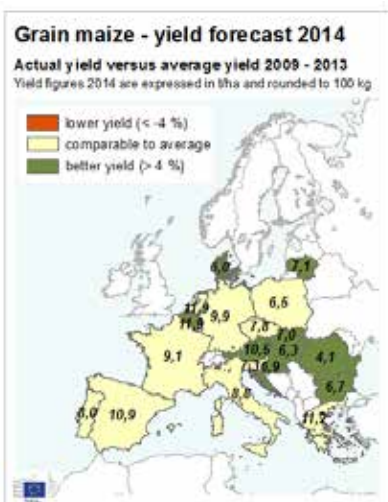 Grain maize - yield forecast 2014
Actual yield versus average yield 2009 - 2013
Yield figures 2014 are expressed in t/ha and rounded to 100 kg
lower yield (< -4 %)
comparable to average
better yield (> 4 %)
7,1
6,6
9,9
11,9
7,8
7,0
9,1
10,5
6,3
4,1
6,9
6,7
8,0
10,9
11,2